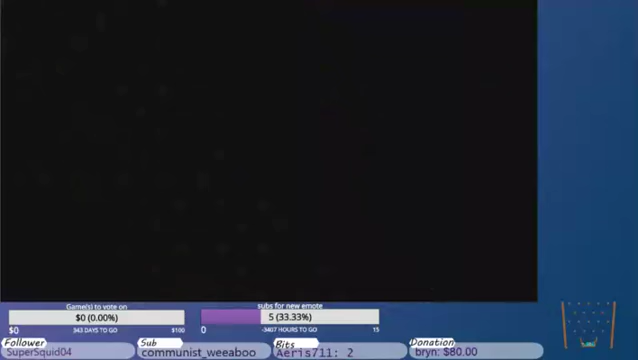 Game(s) to vote on
$0 (0.00%)
$0 343 DAYS TO GO $100
subs for new emote
5 (33.33%)
0 -3407 HOURS TO GO 15
Follower
SuperSquid04
Sub
communist_weeaboo
Bits
Aeris711: 2
Donation
bryn: $80.00